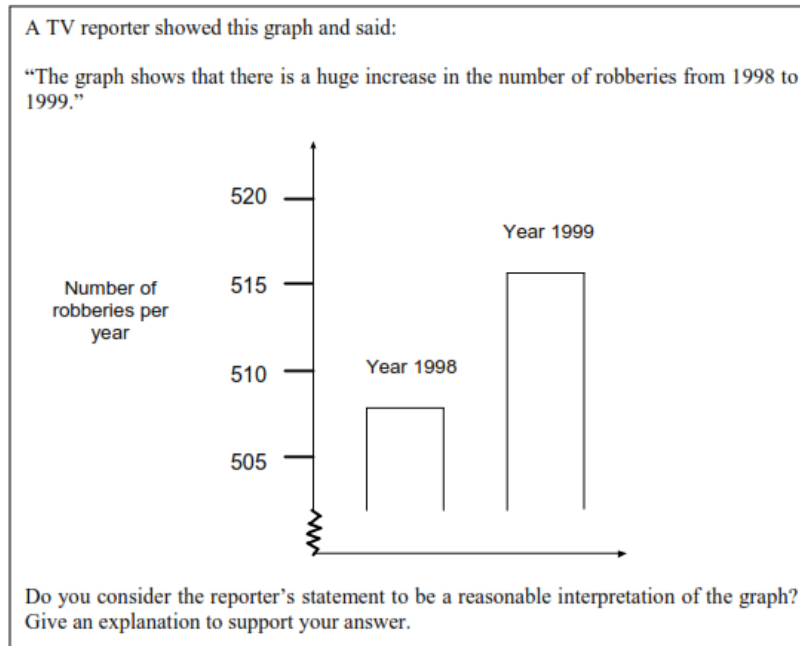 A TV reporter showed this graph and said:
“The graph shows that there is a huge increase in the number of robberies from 1998 to
1999.”
520
Year 1999
Number of
robberies per
year
515
Year 1998
510
505
Do you consider the reporter’s statement to be a reasonable interpretation of the graph?
Give an explanation to support your answer.